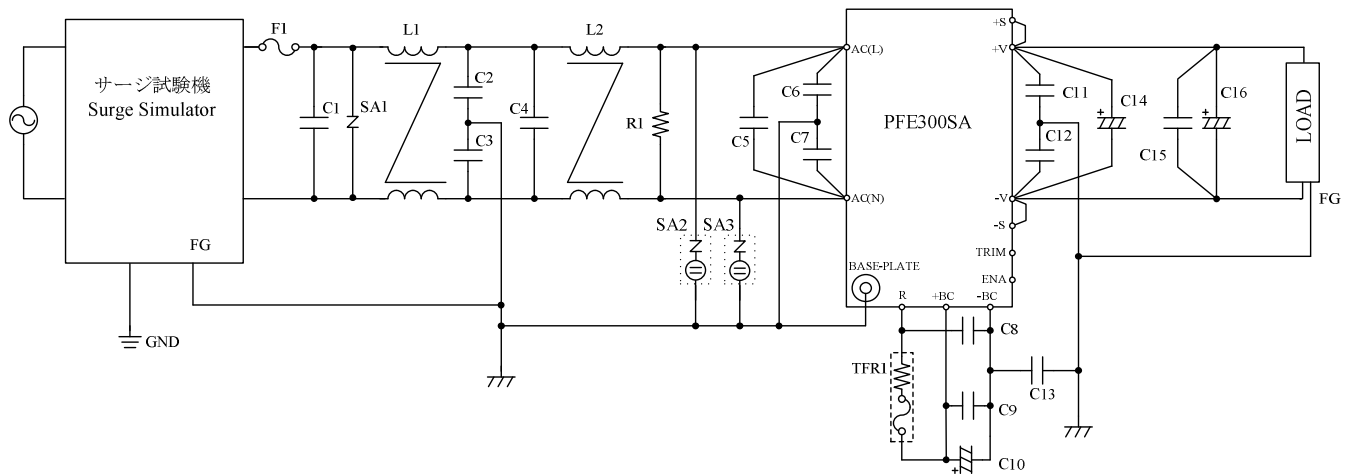 サージ試験機
Surge Simulator
FG
GND
F1
C1
SA1
L1
C2
C3
C4
L2
R1
SA2
SA3
C5
C6
C7
AC(L)
AC(N)
PFE300SA
BASE-PLATE
R
+BC
-BC
+S
+V
-V
-S
TRIM
ENA
TFR1
C8
C9
+
C10
C13
C11
C12
+
C14
C15
+
C16
LOAD
FG